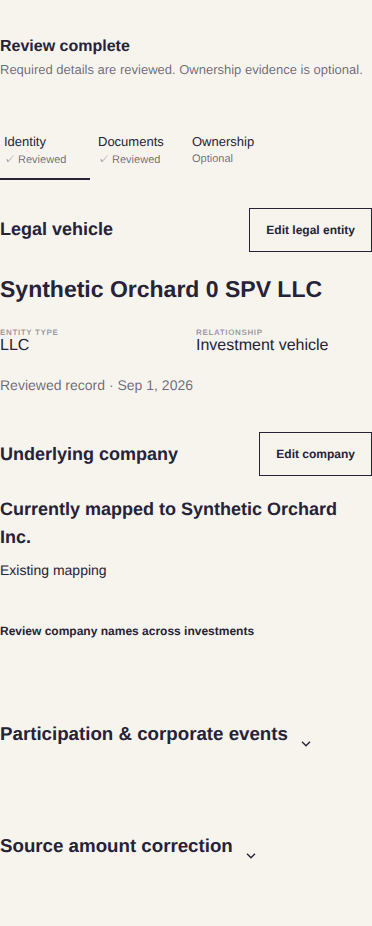 Review complete
Required details are reviewed. Ownership evidence is optional.
Identity
✓ Reviewed
Documents
✓ Reviewed
Ownership
Optional
Legal vehicle
Edit legal entity
Synthetic Orchard 0 SPV LLC
ENTITY TYPE
LLC
RELATIONSHIP
Investment vehicle
Reviewed record · Sep 1, 2026
Underlying company
Edit company
Currently mapped to Synthetic Orchard
Inc.
Existing mapping
Review company names across investments
Participation & corporate events
Source amount correction